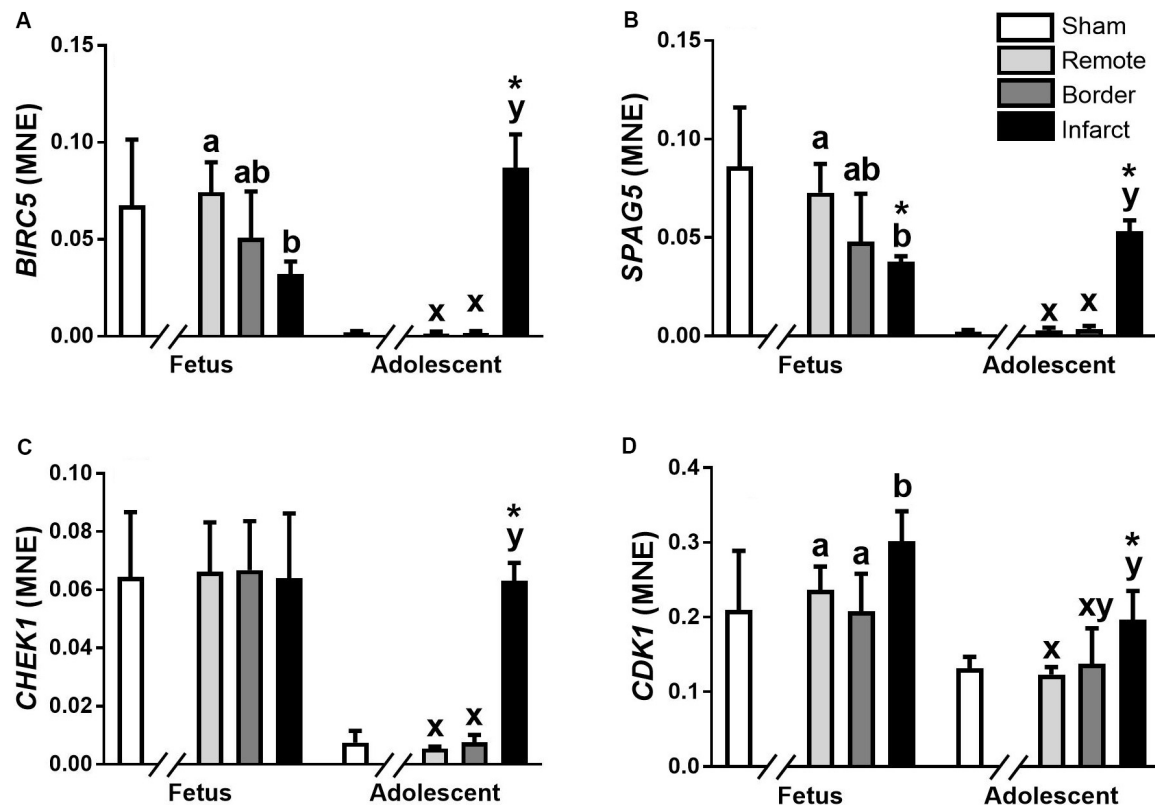 A
BIRC5 (MNE)
0.15
0.10
0.05
0.00
a
ab
b
x
x
*
y
Fetus
Adolescent
B
SPAG5 (MNE)
0.15
0.10
0.05
0.00
a
ab
*
b
x
x
*
y
Fetus
Adolescent
Sham
Remote
Border
Infarct
C
CHEK1 (MNE)
0.10
0.08
0.06
0.04
0.02
0.00
x
x
*
y
Fetus
Adolescent
D
CDK1 (MNE)
0.4
0.3
0.2
0.1
0.0
a
a
b
x
xy
*
y
Fetus
Adolescent